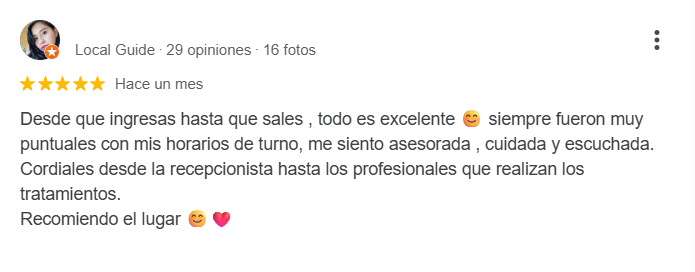 Local Guide · 29 opiniones · 16 fotos
Hace un mes
Desde que ingresas hasta que sales , todo es excelente 😊 siempre fueron muy
puntuales con mis horarios de turno, me siento asesorada , cuidada y escuchada.
Cordiales desde la recepcionista hasta los profesionales que realizan los
tratamientos.
Recomiendo el lugar 😊 ❤️